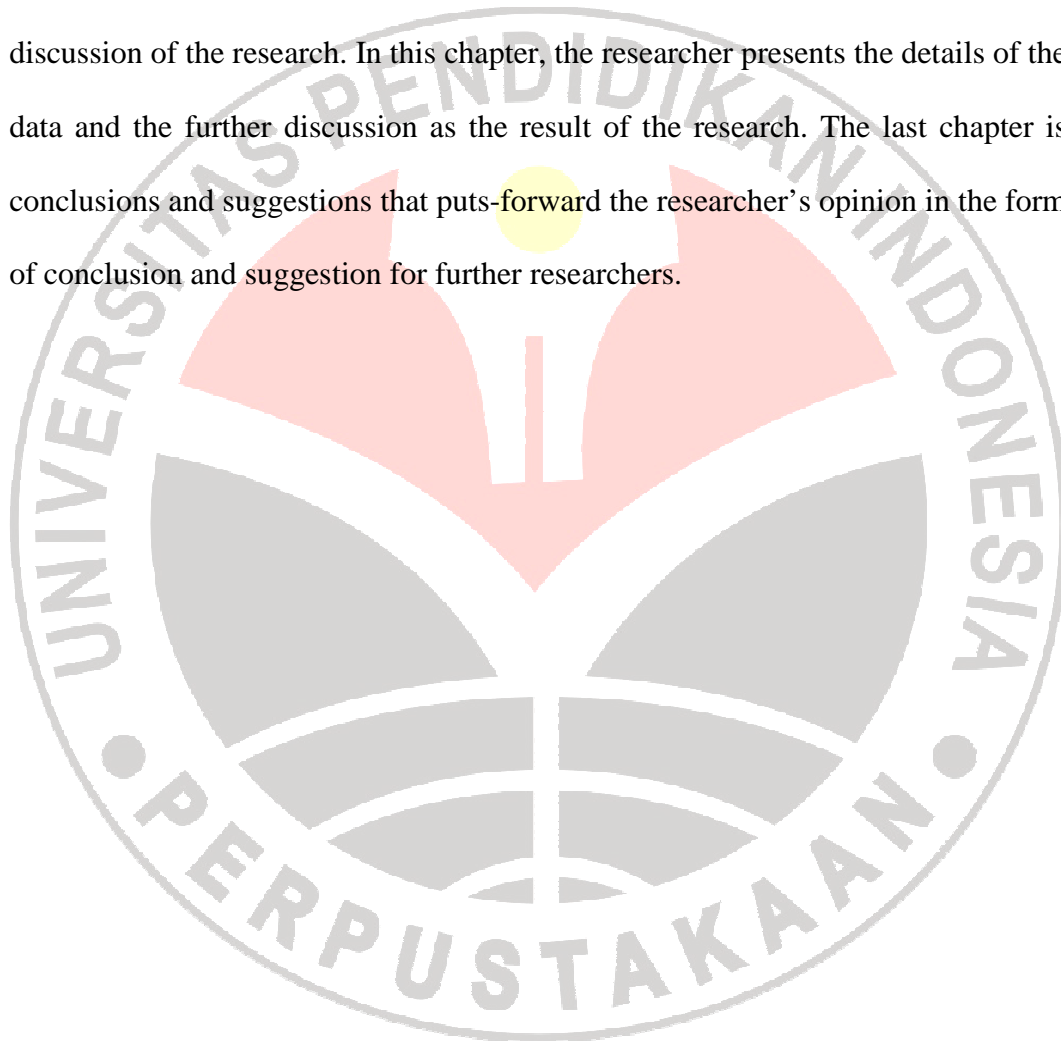 discussion of the research. In this chapter, the researcher presents the details of the
data and the further discussion as the result of the research. The last chapter is
conclusions and suggestions that puts-forward the researcher’s opinion in the form
of conclusion and suggestion for further researchers.
UNIVERSITAS PENDIDIKAN INDONESIA
PERPUSTAKAAN